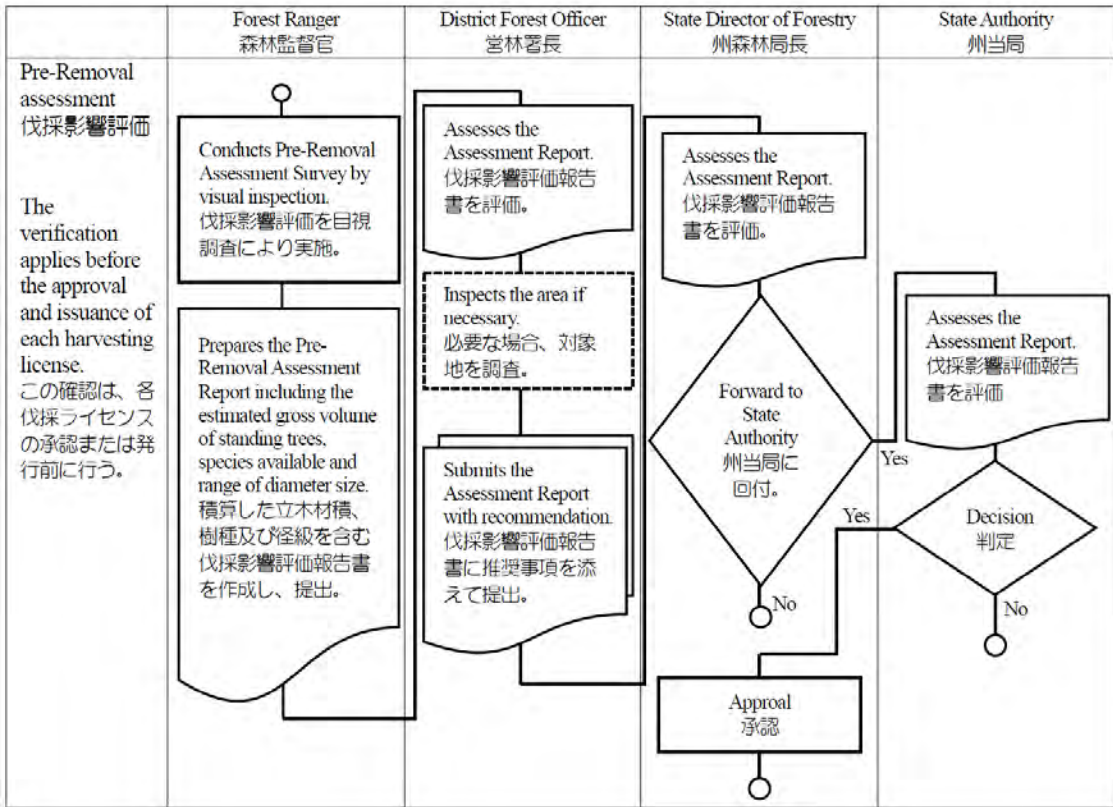 Forest Ranger
森林監督官
District Forest Officer
営林署長
State Director of Forestry
州森林局長
State Authority
州当局
Pre-Removal
assessment
伐採影響評価
The
verification
applies before
the approval
and issuance of
each harvesting
license.
この確認は、各
伐採ライセンス
の承認または発
行前に行う。
Conducts Pre-Removal
Assessment Survey by
visual inspection.
伐採影響評価を目視
調査により実施。
Prepares the Pre-
Removal Assessment
Report including the
estimated gross volume
of standing trees,
species available and
range of diameter size.
積算した立木材積、
樹種及び径級を含む
伐採影響評価報告書
を作成し、提出。
Assesses the
Assessment Report.
伐採影響評価報告
書を評価。
Inspects the area if
necessary.
必要な場合、対象
地を調査。
Submits the
Assessment Report
with recommendation.
伐採影響評価報告
書に推奨事項を添
えて提出。
Assesses the
Assessment Report.
伐採影響評価報告
書を評価。
Forward to
State
Authority
州当局に
回付。
Yes
No
Assesses the
Assessment Report.
伐採影響評価報告
書を評価
Decision
判定
Yes
No
Approal
承認